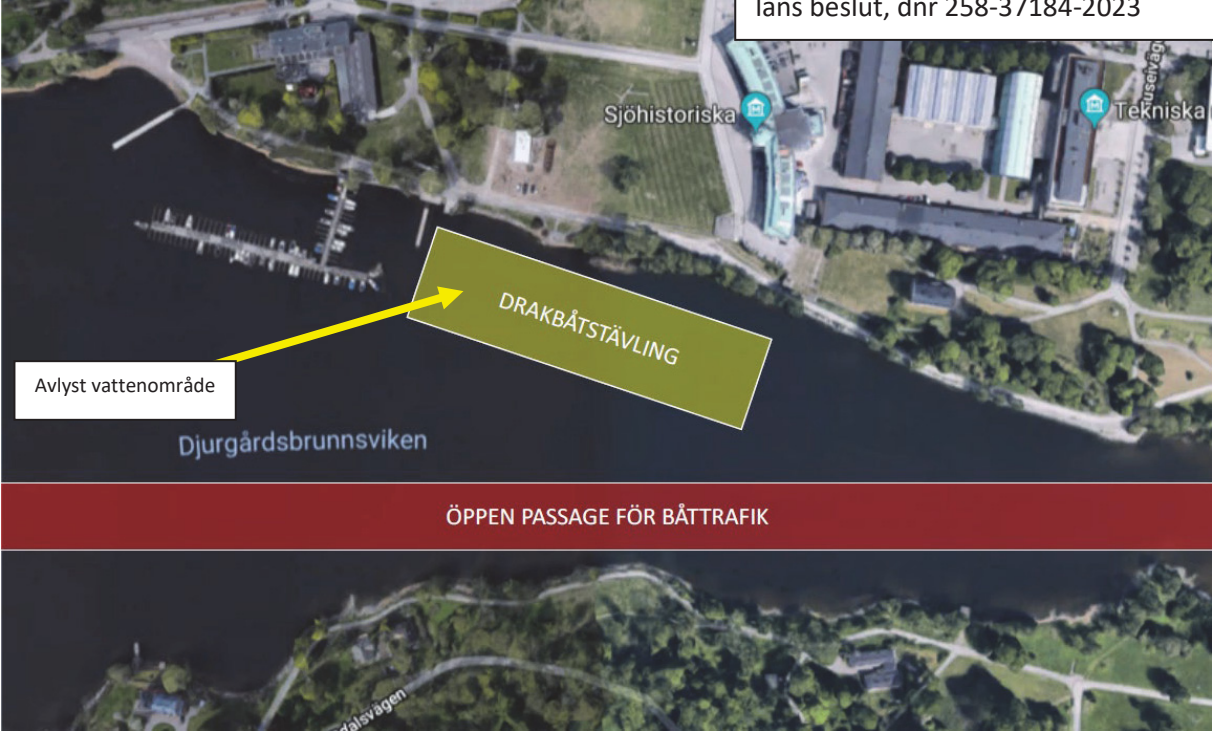 läns beslut, dnr 258-37184-2023
Sjöhistoriska
Tekniska
DRAKBÅTSTÄVLING
Avlyst vattenområde
Djurgårdsbrunnsviken
ÖPPEN PASSAGE FÖR BÅTTRAFIK